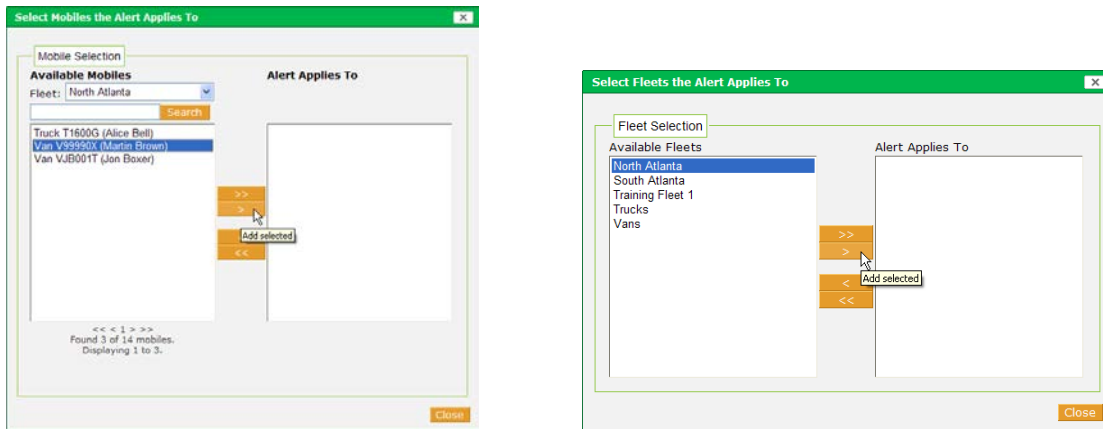 Select Mobiles the Alert Applies To
Mobile Selection
Available Mobiles
Alert Applies To
Fleet: North Atlanta
Search
Truck T1600G (Alice Bell)
Van V99990X (Martin Brown)
Van VJB001T (Jon Boxer)
>>
>
Add selected
<<
<< < 1 > >>
Found 3 of 14 mobiles.
Displaying 1 to 3.
Close
Select Fleets the Alert Applies To
Fleet Selection
Available Fleets
Alert Applies To
North Atlanta
South Atlanta
Training Fleet 1
Trucks
Vans
>>
>
Add selected
<
<<
Close